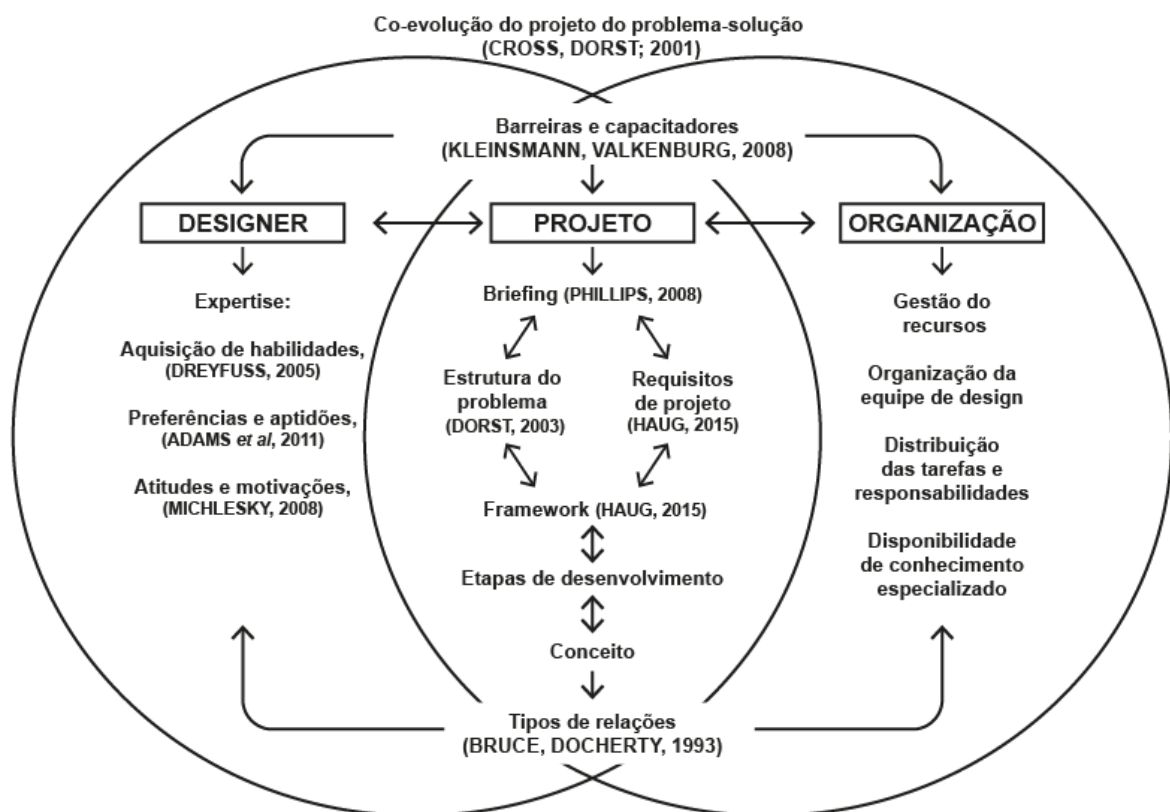 Co-evolução do projeto do problema-solução
(CROSS, DORST; 2001)
Barreiras e capacitadores
(KLEINSMANN, VALKENBURG, 2008)
DESIGNER
PROJETO
ORGANIZAÇÃO
Expertise:
Aquisição de habilidades,
(DREYFUSS, 2005)
Preferências e aptidões,
(ADAMS et al, 2011)
Atitudes e motivações,
(MICHLESKY, 2008)
Briefing (PHILLIPS, 2008)
Estrutura do
problema
(DORST, 2003)
Requisitos
de projeto
(HAUG, 2015)
Framework (HAUG, 2015)
Etapas de desenvolvimento
Conceito
Gestão do
recursos
Organização da
equipe de design
Distribuição
das tarefas e
responsabilidades
Disponibilidade
de conhecimento
especializado
Tipos de relações
(BRUCE, DOCHERTY, 1993)